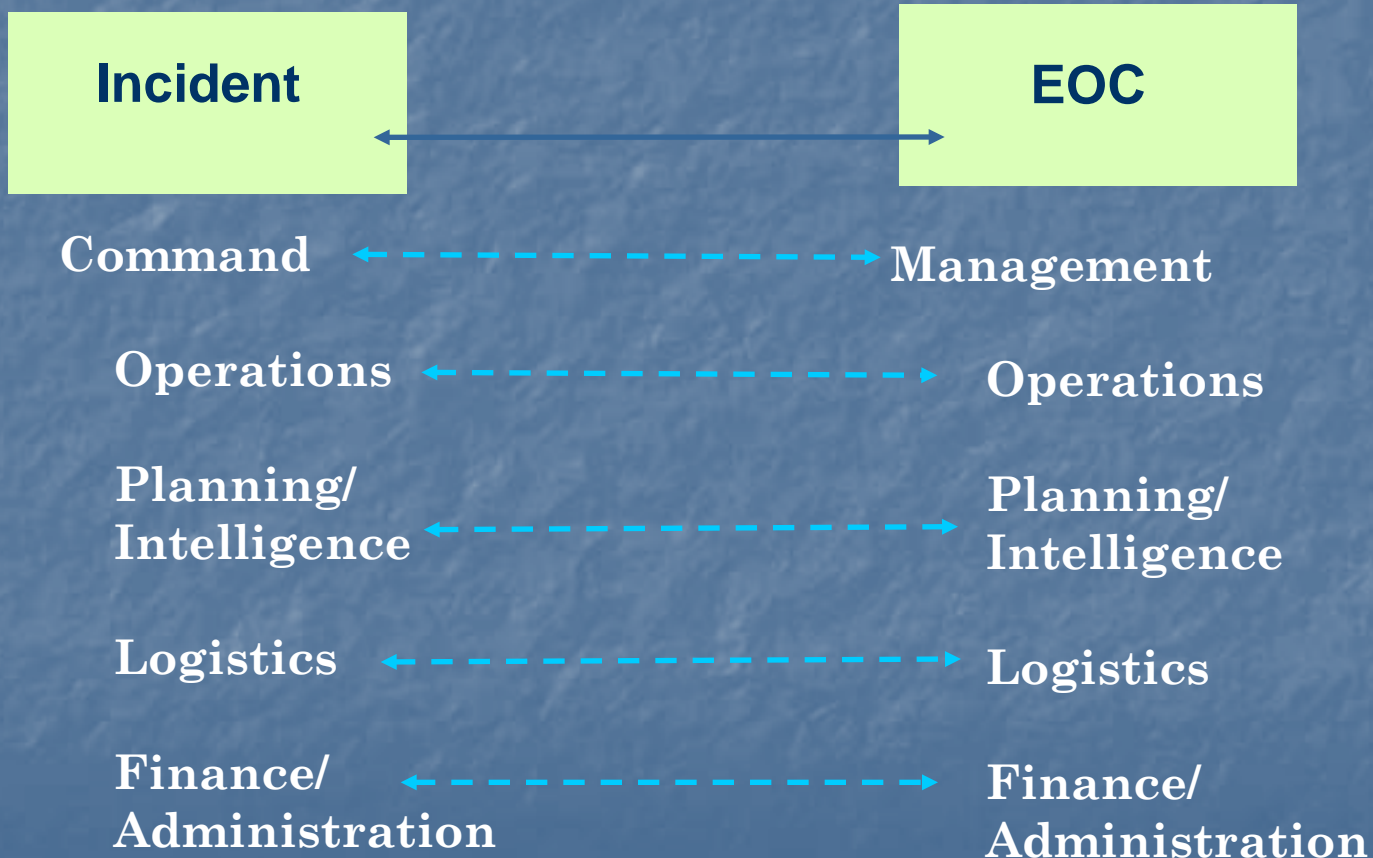 Incident
EOC
Command
Management
Operations
Operations
Planning/
Intelligence
Planning/
Intelligence
Logistics
Logistics
Finance/
Administration
Finance/
Administration